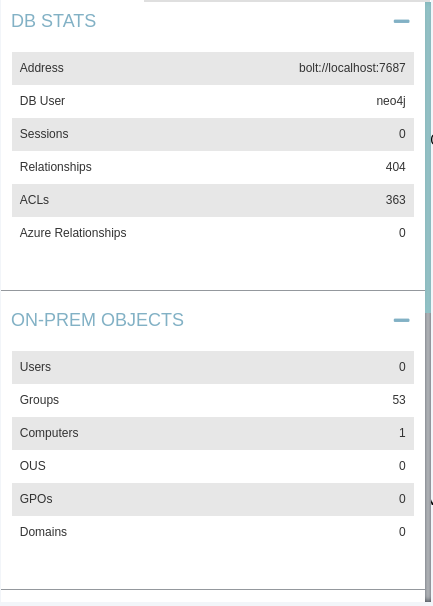 DB STATS
Address bolt://localhost:7687
DB User neo4j
Sessions 0
Relationships 404
ACLs 363
Azure Relationships 0
ON-PREM OBJECTS
Users 0
Groups 53
Computers 1
OUS 0
GPOs 0
Domains 0